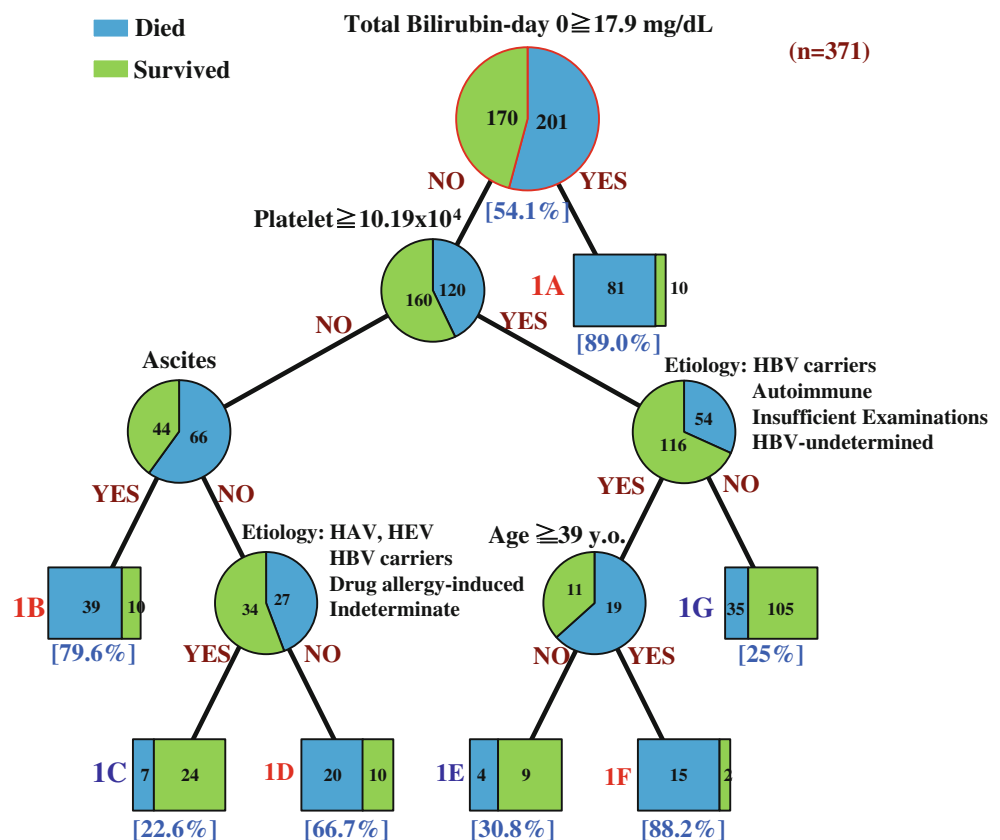 Died
Survived
Total Bilirubin-day 0≧17.9 mg/dL
(n=371)
170
201
NO
YES
[54.1%]
Platelet≧10.19x10⁴
160
120
1A
81
10
[89.0%]
NO
YES
Ascites
44
66
Etiology: HBV carriers
Autoimmune
Insufficient Examinations
HBV-undetermined
54
116
YES
NO
YES
NO
Etiology: HAV, HEV
HBV carriers
Drug allergy-induced
Indeterminate
Age ≧39 y.o.
1B
39
10
[79.6%]
34
27
11
19
1G
35
105
[25%]
YES
NO
NO
YES
1C
7
24
[22.6%]
1D
20
10
[66.7%]
1E
4
9
[30.8%]
1F
15
2
[88.2%]